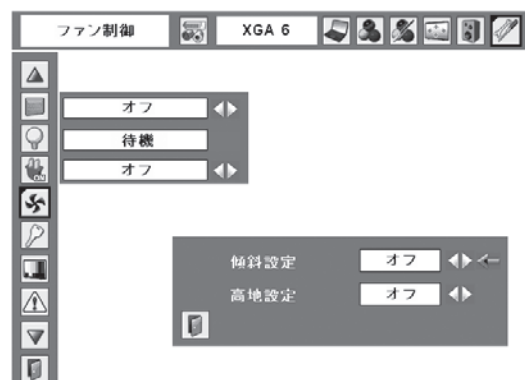 ファン制御 XGA 6
オフ
待機
オフ
傾斜設定 オフ
高地設定 オフ